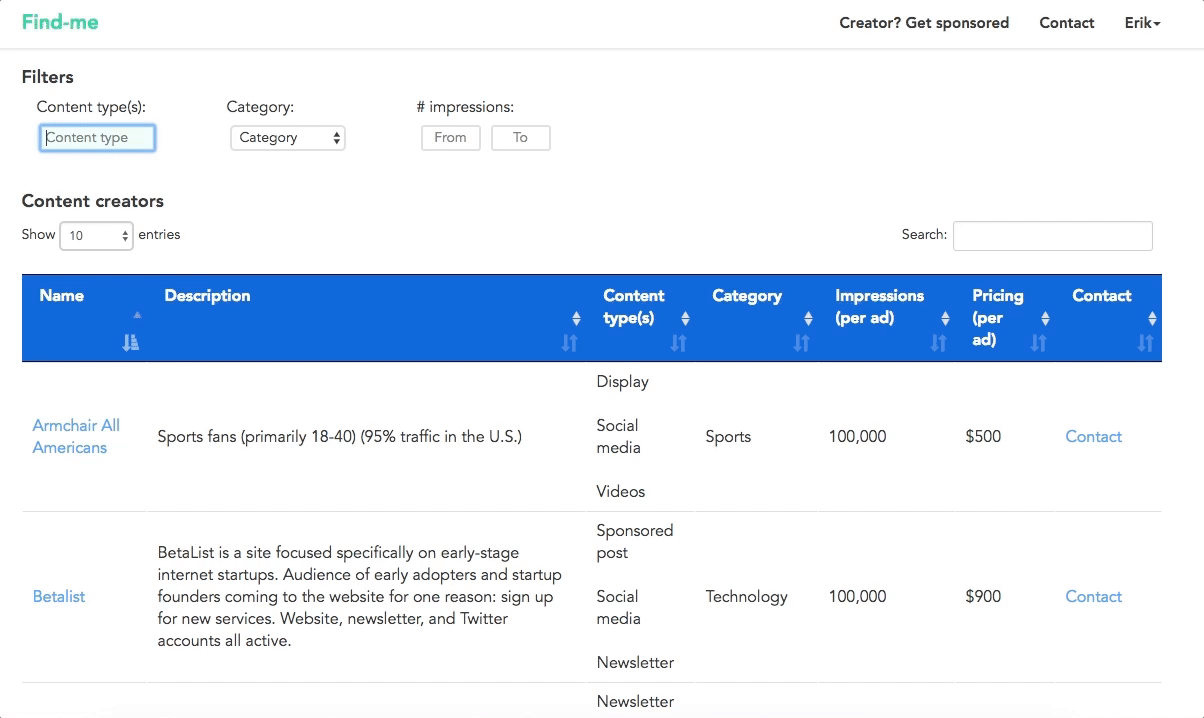 Find-me
Creator? Get sponsored
Contact
Erik
Filters
Content type(s):
Category:
# impressions:
Content type
Category
From
To
Content creators
Show 10 entries
Search:
Name
Description
Content
type(s)
Category
Impressions
(per ad)
Pricing
(per
ad)
Contact
Armchair All
Americans
Sports fans (primarily 18-40) (95% traffic in the U.S.)
Display
Social
media
Videos
Sports
100,000
$500
Contact
Betalist
BetaList is a site focused specifically on early-stage
internet startups. Audience of early adopters and startup
founders coming to the website for one reason: sign up
for new services. Website, newsletter, and Twitter
accounts all active.
Sponsored
post
Social
media
Newsletter
Technology
100,000
$900
Contact
Newsletter